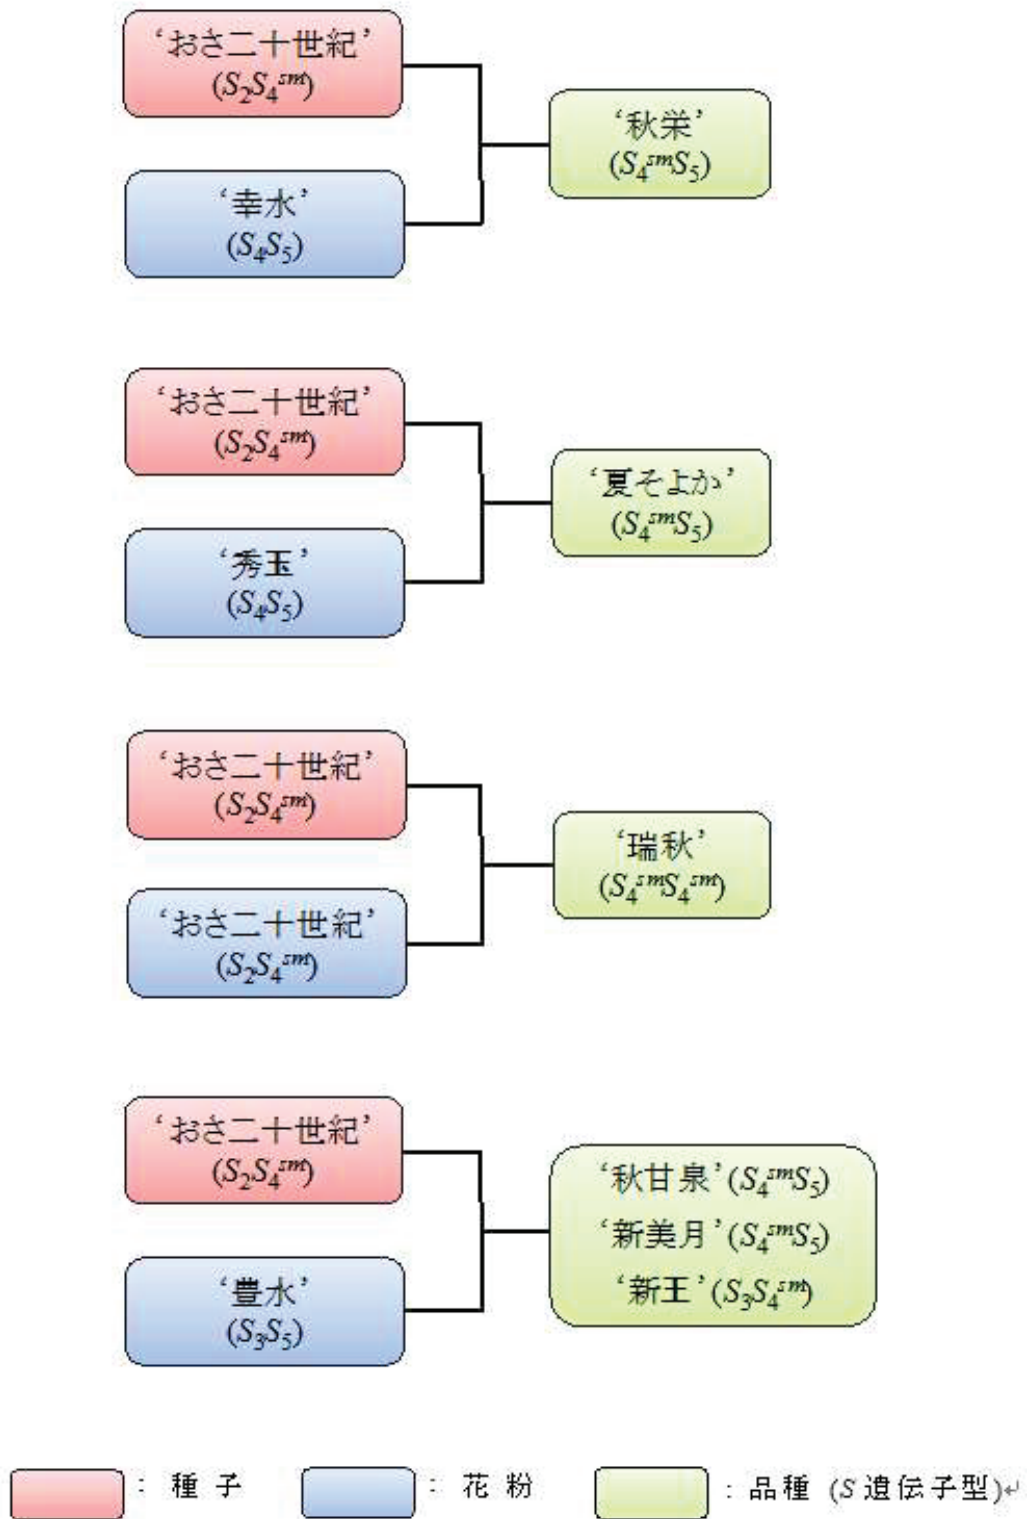 ‘おさ二十世紀’
(S₂S₄ˢᵐ)
‘幸水’
(S₄S₅)
‘秋栄’
(S₄ˢᵐS₅)
‘おさ二十世紀’
(S₂S₄ˢᵐ)
‘秀玉’
(S₄S₅)
‘夏そよか’
(S₄ˢᵐS₅)
‘おさ二十世紀’
(S₂S₄ˢᵐ)
‘おさ二十世紀’
(S₂S₄ˢᵐ)
‘瑞秋’
(S₄ˢᵐS₄ˢᵐ)
‘おさ二十世紀’
(S₂S₄ˢᵐ)
‘豊水’
(S₃S₅)
‘秋甘泉’(S₄ˢᵐS₅)
‘新美月’(S₄ˢᵐS₅)
‘新王’(S₃S₄ˢᵐ)
：種子
：花粉
：品種 (S遺伝子型)↵